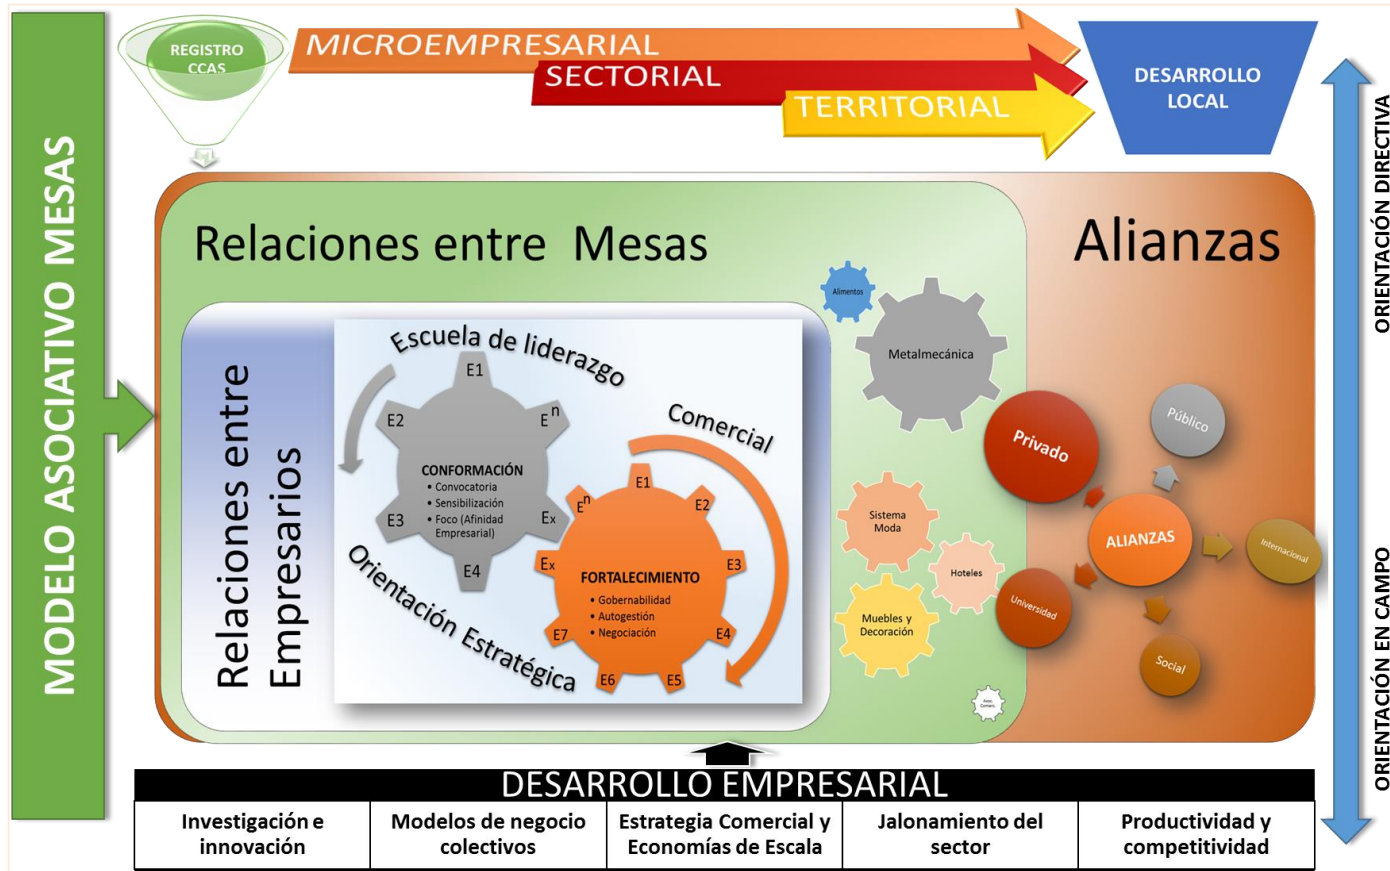 MODELO ASOCIATIVO MESAS
REGISTRO
CCAS
MICROEMPRESARIAL
SECTORIAL
TERRITORIAL
DESARROLLO
LOCAL
ORIENTACIÓN DIRECTIVA
ORIENTACIÓN EN CAMPO
Relaciones entre Mesas
Alianzas
Relaciones entre
Empresarios
Escuela de liderazgo
E1
E2
E3
E4
Ex
En
CONFORMACIÓN
• Convocatoria
• Sensibilización
• Foco (Afinidad
Empresarial)
Orientación Estratégica
Comercial
E1
E2
E3
E4
E5
E6
E7
Ex
En
FORTALECIMIENTO
• Gobernabilidad
• Autogestión
• Negociación
Alimentos
Metalmecánica
Sistema
Moda
Hoteles
Muebles y
Decoración
Privado
Público
ALIANZAS
Internacional
Universidad
Social
DESARROLLO EMPRESARIAL
Investigación e
innovación
Modelos de negocio
colectivos
Estrategia Comercial y
Economías de Escala
Jalonamiento del
sector
Productividad y
competitividad